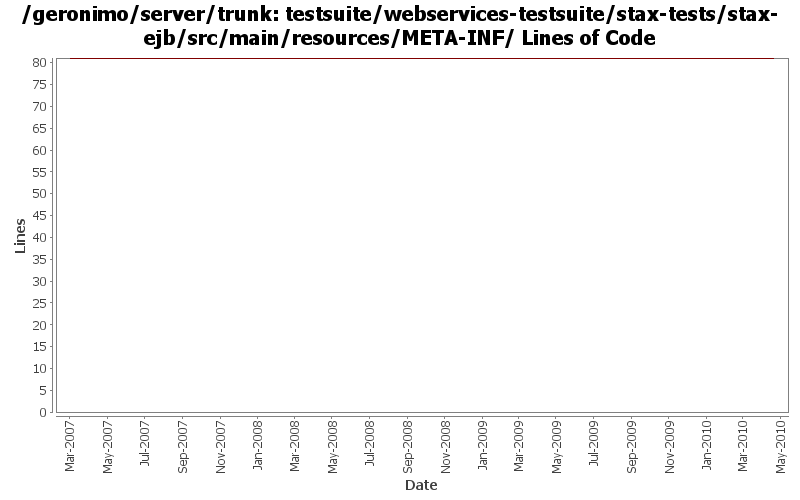 /geronimo/server/trunk: testsuite/webservices-testsuite/stax-tests/stax-
ejb/src/main/resources/META-INF/ Lines of Code
80
75
70
65
60
55
50
45
40
35
30
25
20
15
10
5
0
Lines
Mar-2007
May-2007
Jul-2007
Sep-2007
Nov-2007
Jan-2008
Mar-2008
May-2008
Jul-2008
Sep-2008
Nov-2008
Jan-2009
Mar-2009
May-2009
Jul-2009
Sep-2009
Nov-2009
Jan-2010
Mar-2010
May-2010
Date